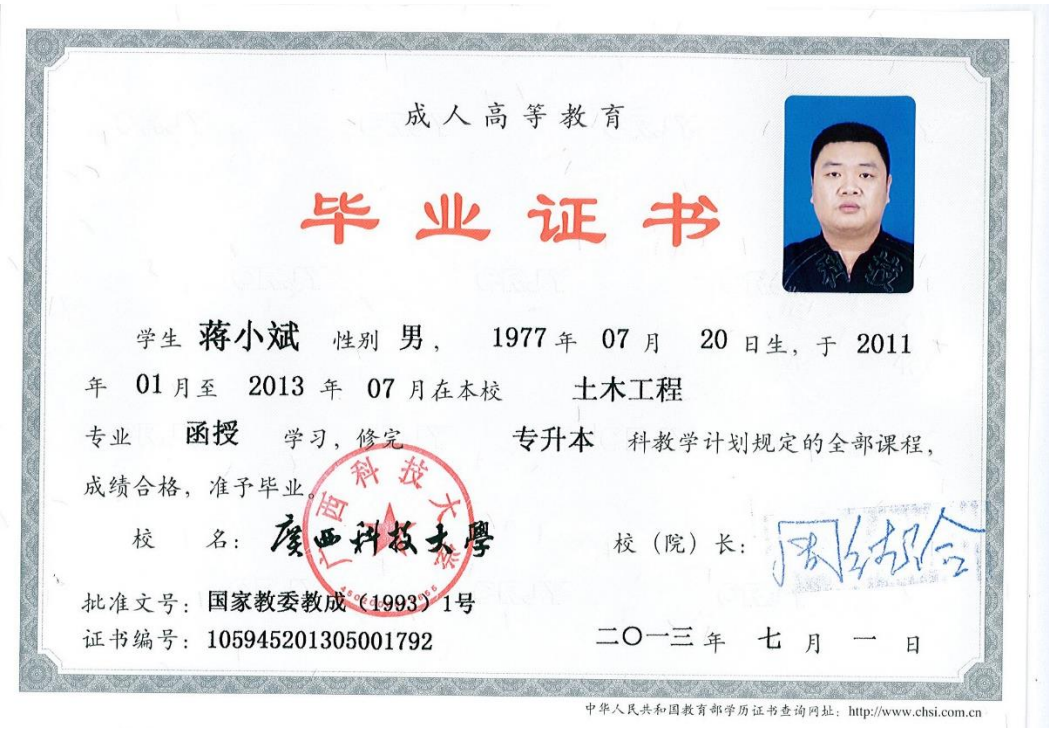 成人高等教育
毕业证书
学生 蒋小斌 性别 男， 1977 年 07 月 20 日生，于 2011
年 01 月至 2013 年 07 月在本校 土木工程
专业 函授 学习，修完 专升本 科教学计划规定的全部课程，
成绩合格，准予毕业。
校 名：廣西科技大學
广西科技大学
校（院）长：
批准文号：国家教委教成（1993）1号
证书编号：105945201305001792
二〇一三 年 七 月 一 日
中华人民共和国教育部学历证书查询网址：http://www.chsi.com.cn